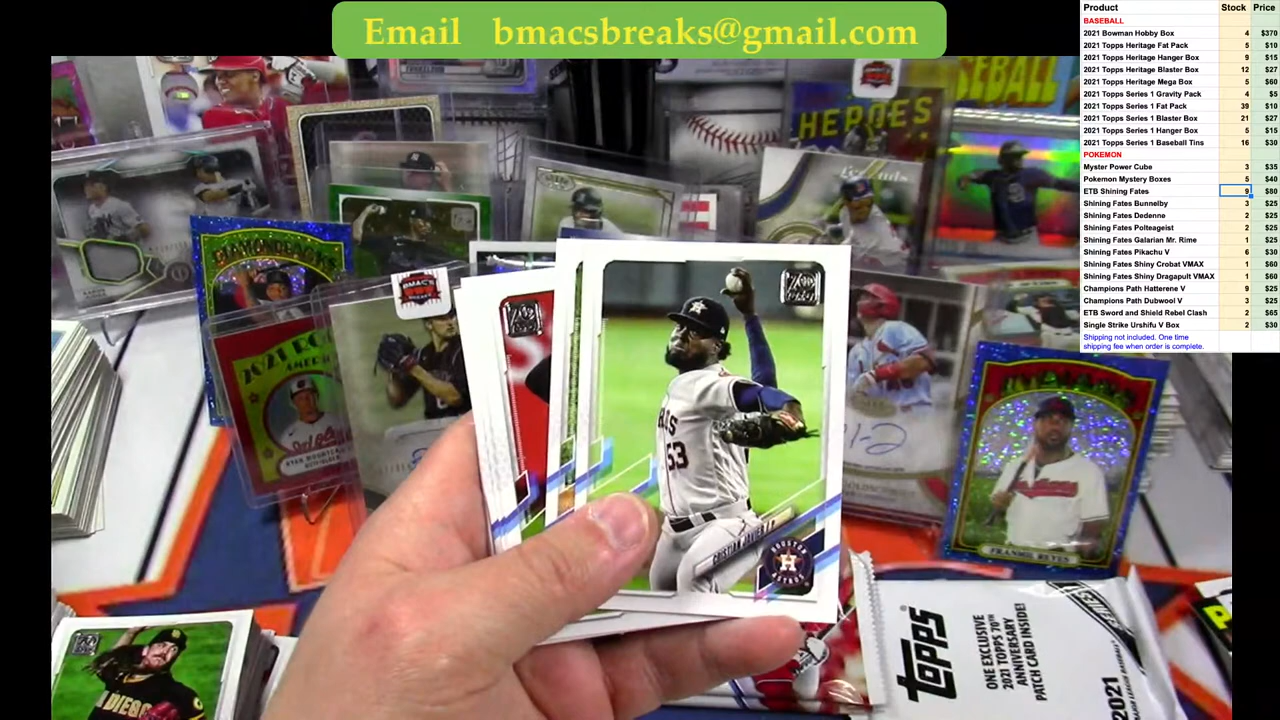 Email bmacsbreaks@gmail.com
Product Stock Price
BASEBALL
2021 Bowman Hobby Box 4 $370
2021 Topps Heritage Fat Pack 5 $10
2021 Topps Heritage Hanger Box 9 $15
2021 Topps Heritage Blaster Box 12 $27
2021 Topps Heritage Mega Box 5 $60
2021 Topps Series 1 Gravity Pack 4 $5
2021 Topps Series 1 Fat Pack 39 $10
2021 Topps Series 1 Blaster Box 21 $27
2021 Topps Series 1 Hanger Box 5 $15
2021 Topps Series 1 Baseball Tins 16 $30
POKEMON
Myster Power Cube 3 $35
Pokemon Mystery Boxes 5 $40
ETB Shining Fates 9 $80
Shining Fates Bunnelby 3 $25
Shining Fates Dedenne 2 $25
Shining Fates Polteageist 2 $25
Shining Fates Galarian Mr. Rime 1 $25
Shining Fates Pikachu V 6 $30
Shining Fates Shiny Crobat VMAX 1 $60
Shining Fates Shiny Dragapult VMAX 1 $60
Champions Path Hatterene V 9 $25
Champions Path Dubwool V 3 $25
ETB Sword and Shield Rebel Clash 2 $65
Single Strike Urshifu V Box 2 $30
Shipping not included. One time
shipping fee when order is complete.
BASEBALL
HEROES
DIAMONDBACKS
BMAC'S
2021 RO
AMER
INDIANS
FRANMIL REYES
53
CRISTIAN JAVIER
HOUSTON
ASTROS
SAN DIEGO
TOPPS
ONE EXCLUSIVE
2021 TOPPS 70th
ANNIVERSARY
PATCH CARD INSIDE!
2021